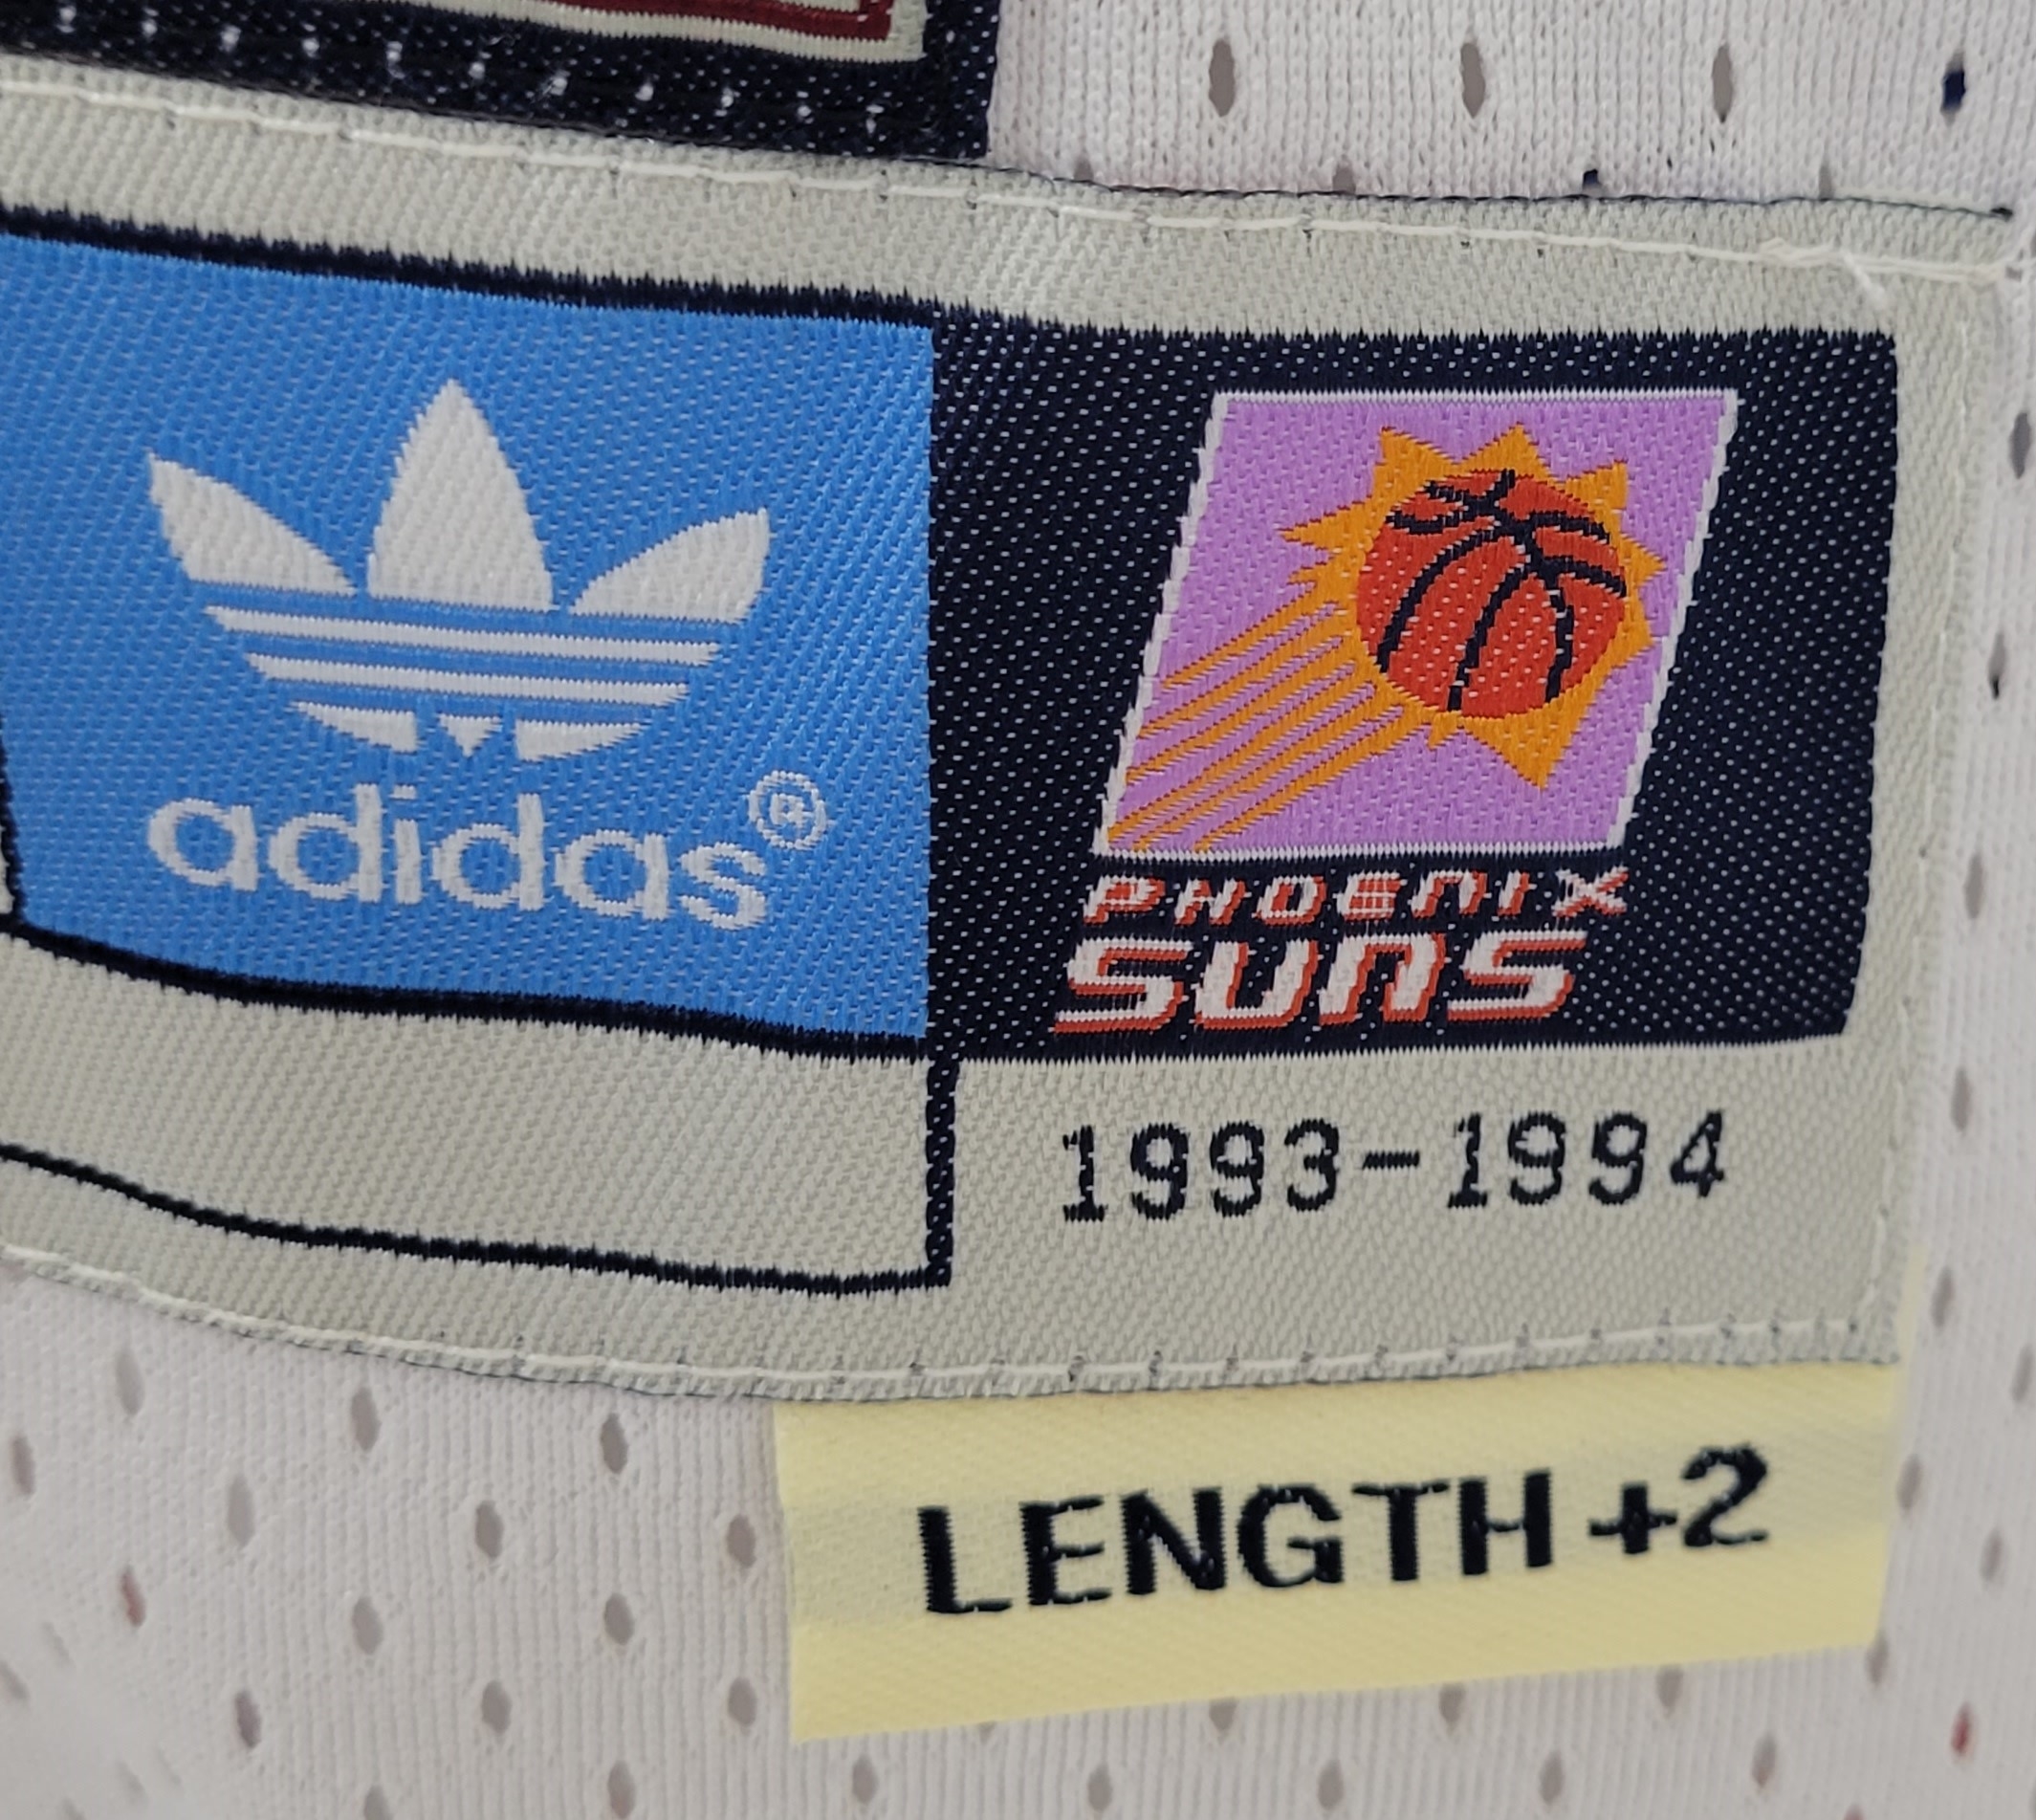 adidas®
PHOENIX
SUNS
1993-1994
LENGTH +2